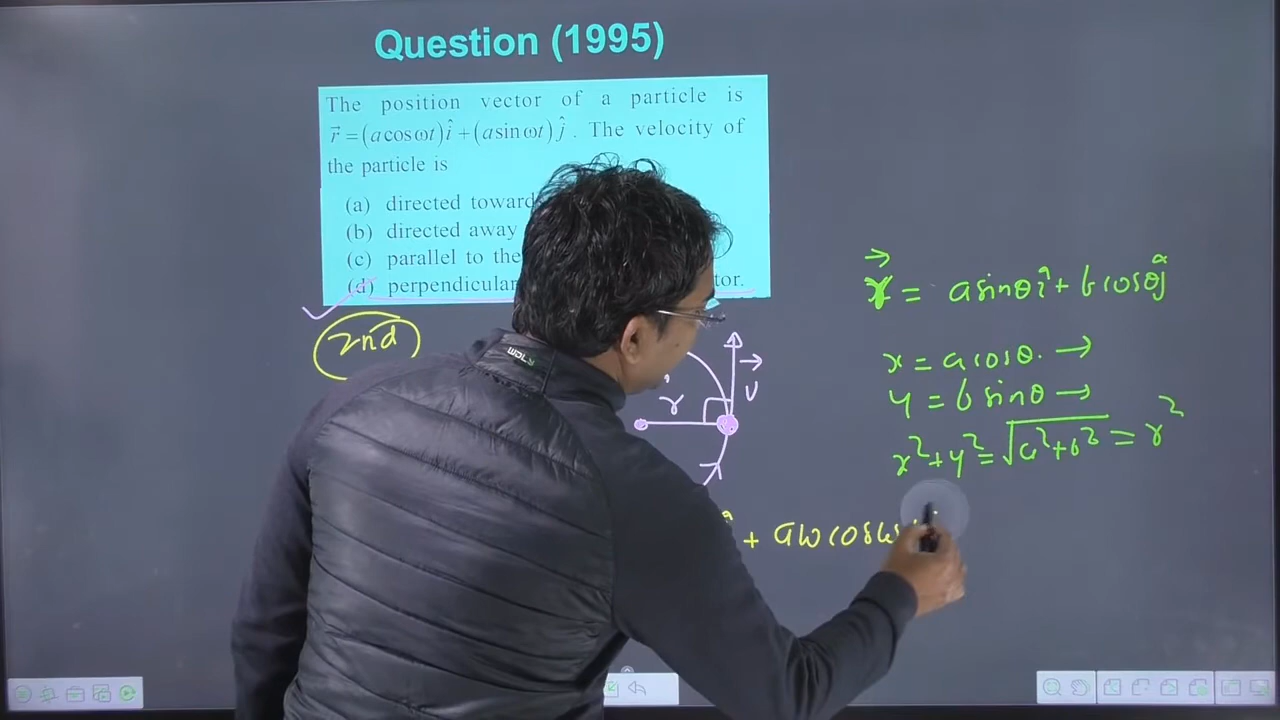 Question (1995)
The position vector of a particle is
r⃗ = (a cos ωt) î + (a sin ωt) ĵ . The velocity of
the particle is
(a) directed toward
(b) directed away
(c) parallel to the
(d) perpendicular tor.
2nd
r⃗ = a sinθ î + b cosθ ĵ
x = a cosθ. →
y = b sinθ →
x² + y² = √a² + b² = r²
r
v⃗
+ aω cos